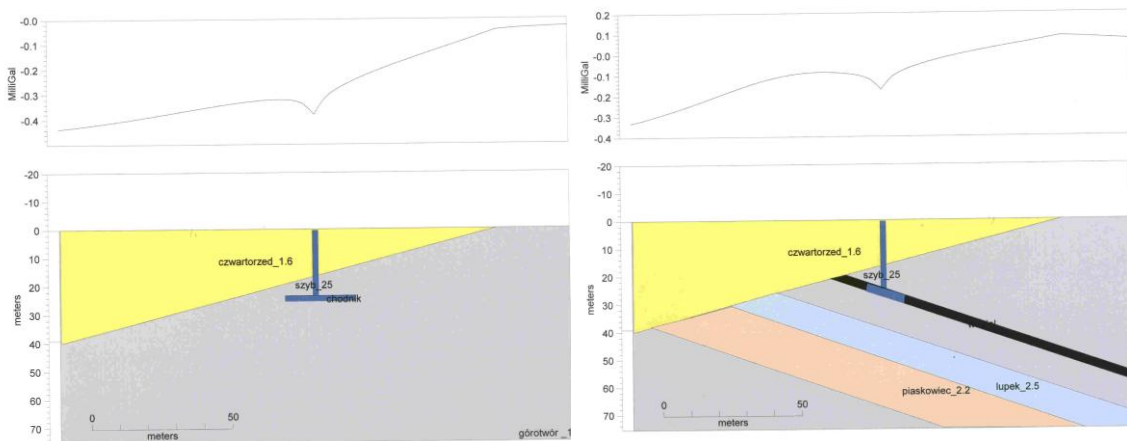 -0.0
-0.1
-0.2
-0.3
-0.4
MilliGal
-20
-10
0
10
20
30
40
50
60
70
meters
czwartorzed_1.6
szyb_25
chodnik
0 50
meters
górotwór_1
0.2
0.1
-0.0
-0.1
-0.2
-0.3
-0.4
MilliGal
-20
-10
0
10
20
30
40
50
60
70
meters
czwartorzed_1.6
szyb_25
piaskowiec_2.2
lupek_2.5
0 50
meters